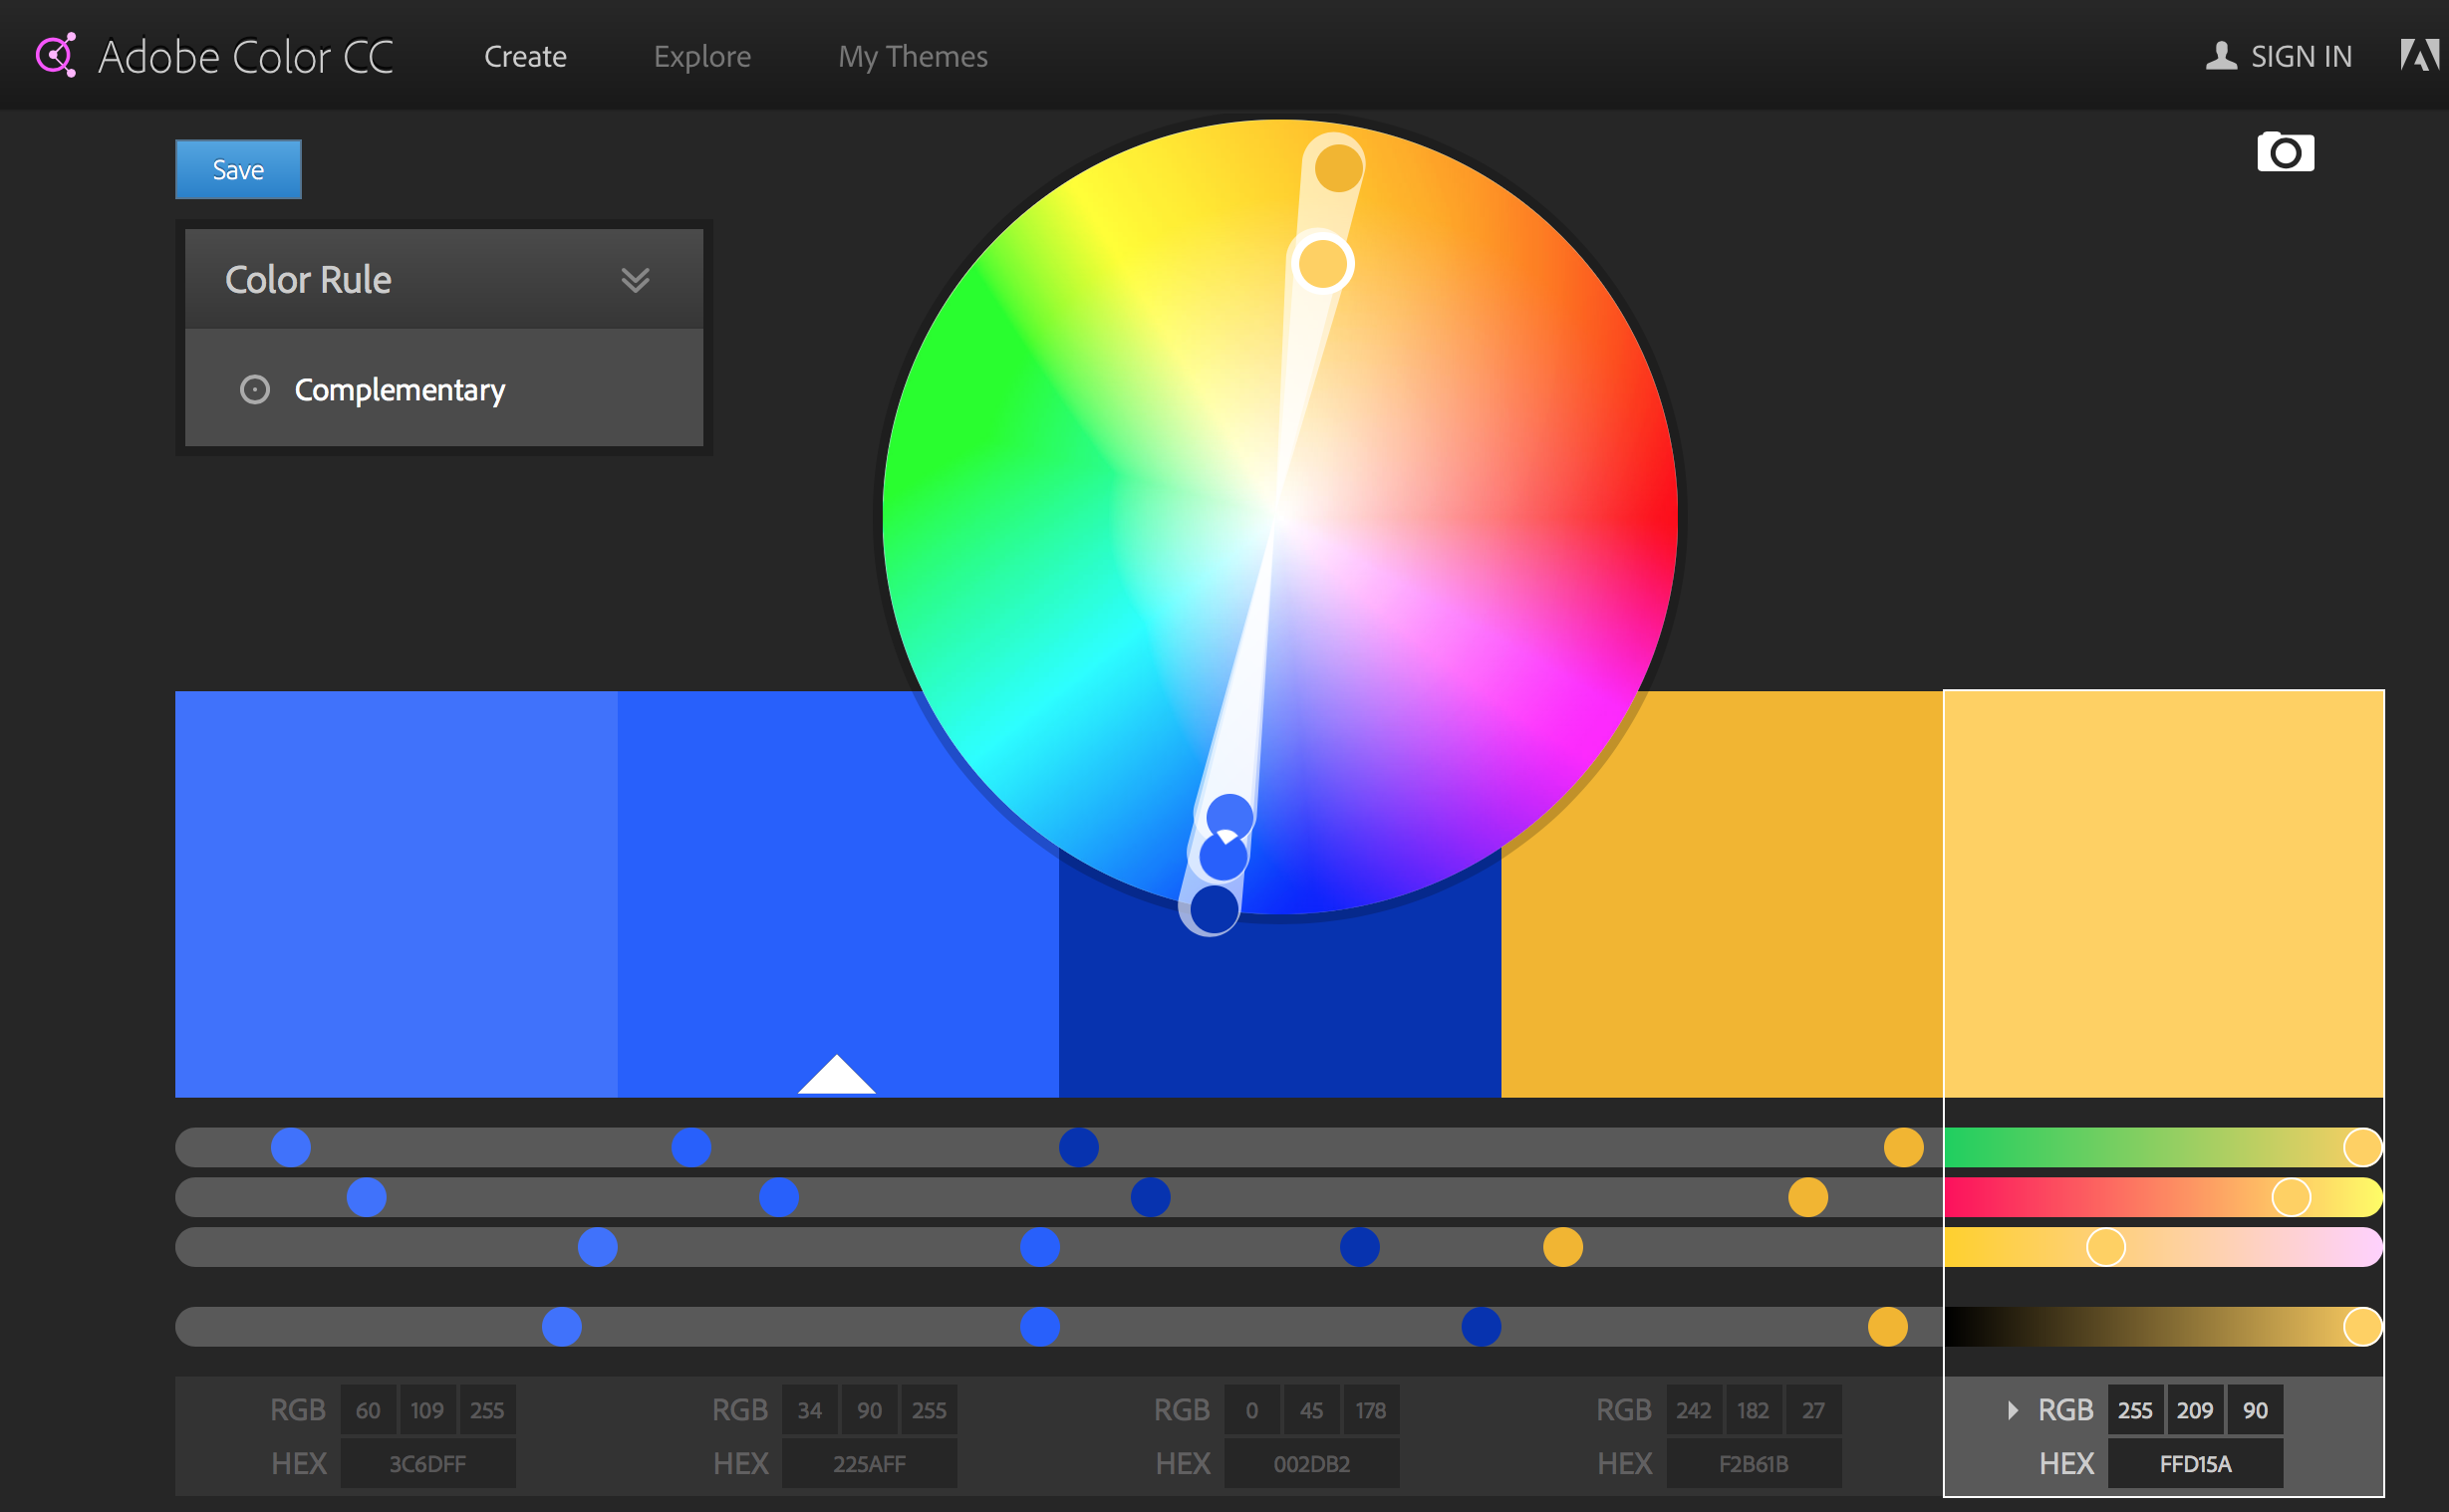 Adobe Color CC Create Explore My Themes SIGN IN
Save
Color Rule
Complementary
RGB 60 109 255 RGB 34 90 255 RGB 0 45 178 RGB 242 182 27 RGB 255 209 90
HEX 3C6DFF HEX 225AFF HEX 002DB2 HEX F2B61B HEX FFD15A